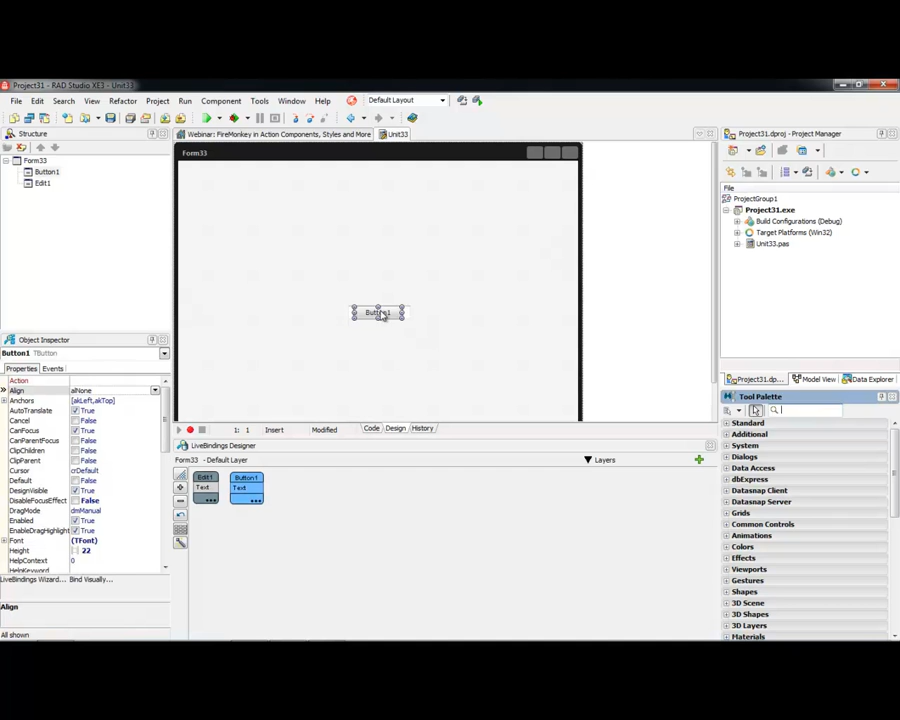 Project31 - RAD Studio XE3 - Unit33
File Edit Search View Refactor Project Run Component Tools Window Help Default Layout
Structure
Form33
Button1
Edit1
Webinar: FireMonkey in Action Components, Styles and More Unit33
Form33
Button1
Code Design History
1: 1 Insert Modified
Object Inspector
Button1 TButton
Properties Events
Action
Align alNone
Anchors [akLeft,akTop]
AutoTranslate True
Cancel False
CanFocus True
CanParentFocus False
ClipChildren False
ClipParent False
Cursor crDefault
Default False
DesignVisible True
DisableFocusEffect False
DragMode dmManual
Enabled True
EnableDragHighlight True
Font (TFont)
Height 22
HelpContext 0
HelpKeyword
LiveBindings Wizard... Bind Visually...
Align
All shown
LiveBindings Designer
Form33 - Default Layer Layers
Edit1
Text
Button1
Text
Project31.dproj - Project Manager
File
ProjectGroup1
Project31.exe
Build Configurations (Debug)
Target Platforms (Win32)
Unit33.pas
Project31.dp... Model View Data Explorer
Tool Palette
Standard
Additional
System
Dialogs
Data Access
dbExpress
Datasnap Client
Datasnap Server
Grids
Common Controls
Animations
Colors
Effects
Viewports
Gestures
Shapes
3D Scene
3D Shapes
3D Layers
Materials